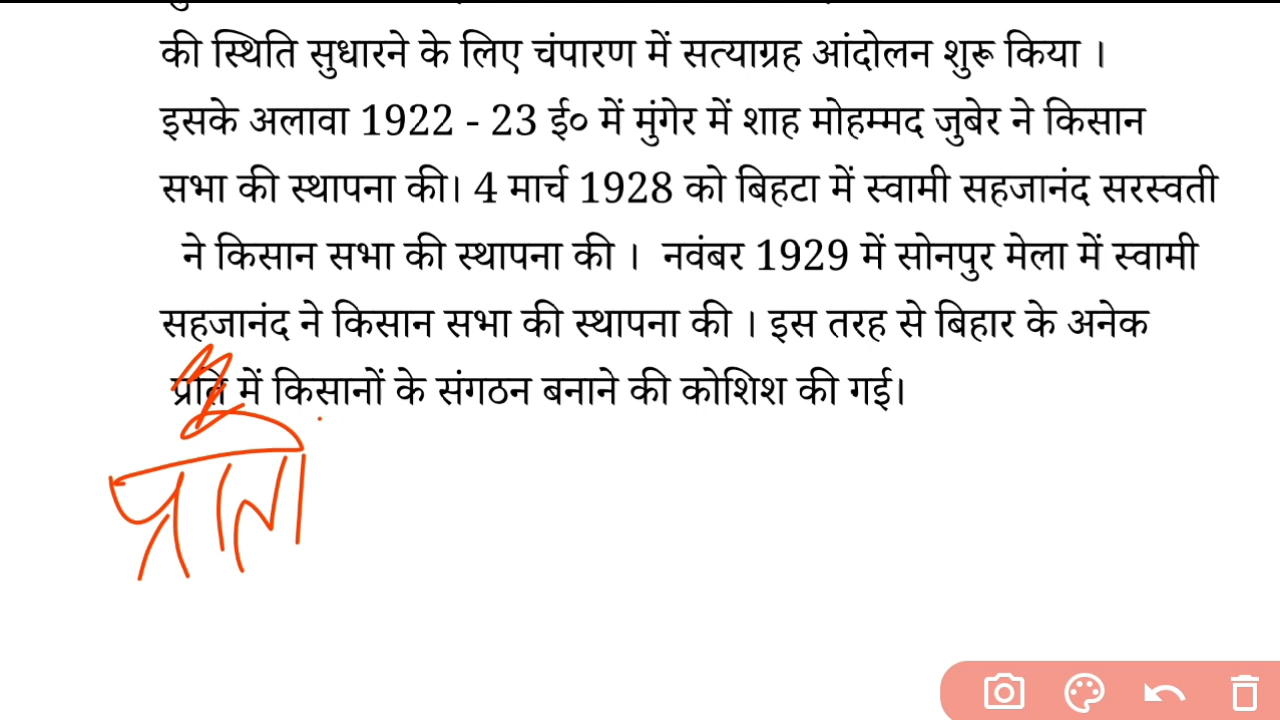 की स्थिति सुधारने के लिए चंपारण में सत्याग्रह आंदोलन शुरू किया ।
इसके अलावा 1922 - 23 ई० में मुंगेर में शाह मोहम्मद जुबेर ने किसान
सभा की स्थापना की। 4 मार्च 1928 को बिहटा में स्वामी सहजानंद सरस्वती
ने किसान सभा की स्थापना की । नवंबर 1929 में सोनपुर मेला में स्वामी
सहजानंद ने किसान सभा की स्थापना की । इस तरह से बिहार के अनेक
प्रति में किसानों के संगठन बनाने की कोशिश की गई।